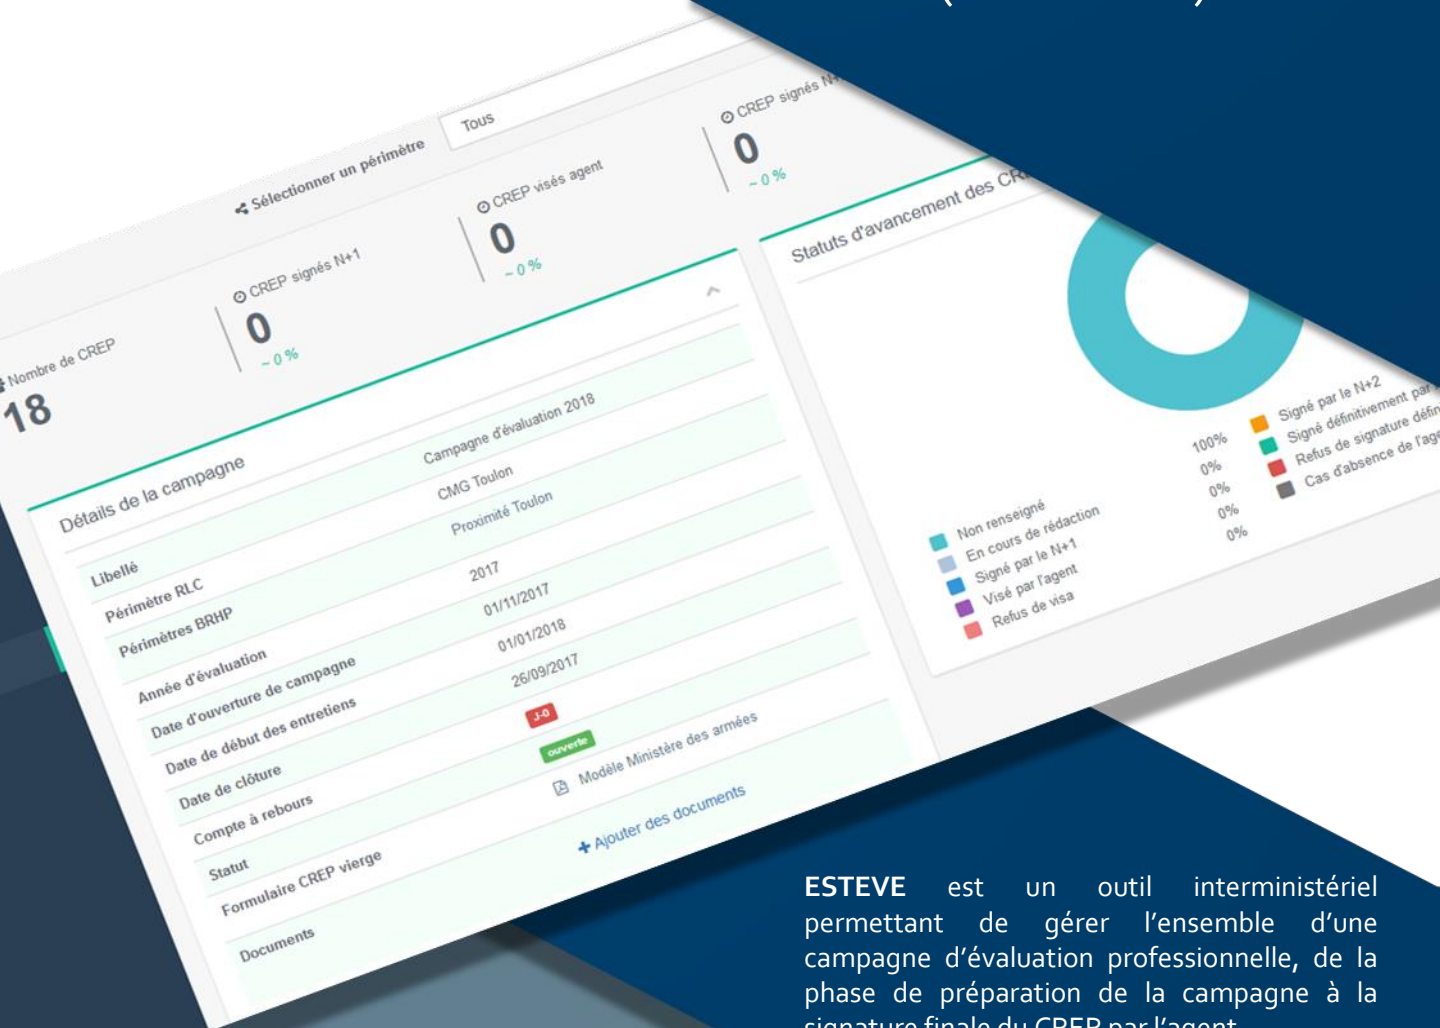 Sélectionner un périmètre Tous
Nombre de CREP
18
CREP signés N+1
0
~ 0 %
CREP visés agent
0
~ 0 %
CREP signés
0
~ 0 %
Détails de la campagne
Libellé Campagne d'évaluation 2018
Périmètre RLC CMG Toulon
Périmètres BRHP Proximité Toulon
Année d'évaluation 2017
Date d'ouverture de campagne 01/11/2017
Date de début des entretiens 01/01/2018
Date de clôture 26/09/2017
Compte à rebours J-0
Statut ouverte
Formulaire CREP vierge Modèle Ministère des armées
Documents + Ajouter des documents
Statuts d'avancement des
Non renseigné 100%
En cours de rédaction 0%
Signé par le N+1 0%
Visé par l'agent 0%
Refus de visa 0%
Signé par le N+2
Signé définitivement par
Refus de signature
Cas d'absence de
ESTEVE est un outil interministériel
permettant de gérer l’ensemble d’une
campagne d’évaluation professionnelle, de la
phase de préparation de la campagne à la
signature finale du CREP par l’agent